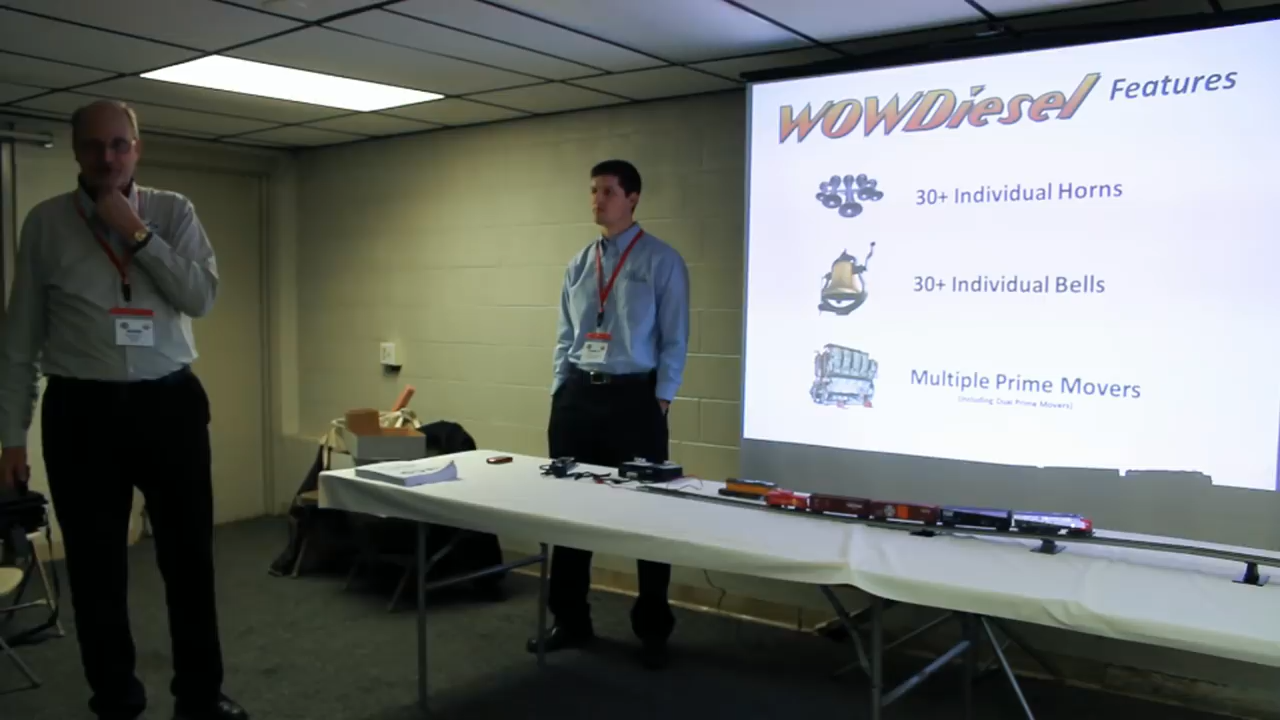 WOWDiesel Features
30+ Individual Horns
30+ Individual Bells
Multiple Prime Movers
(Including Dual Prime Movers)